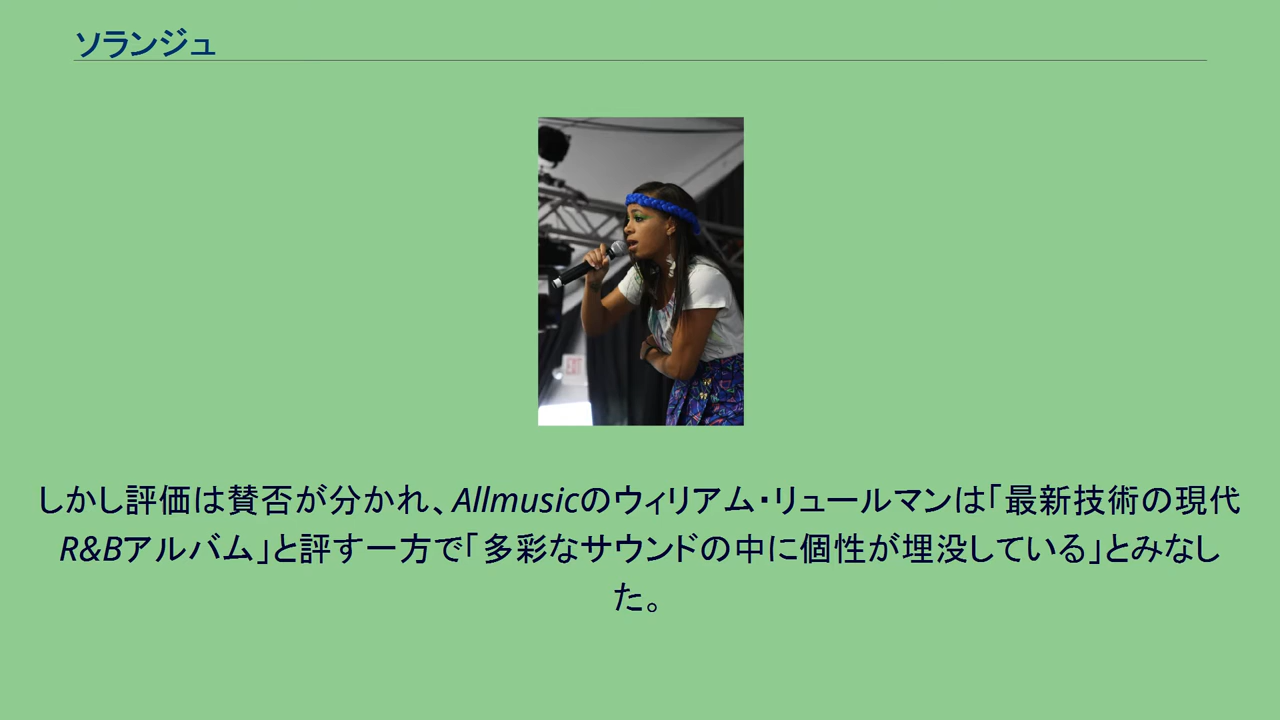 ソランジュ
しかし評価は賛否が分かれ、Allmusicのウィリアム・リュールマンは「最新技術の現代
R&Bアルバム」と評す一方で「多彩なサウンドの中に個性が埋没している」とみなし
た。